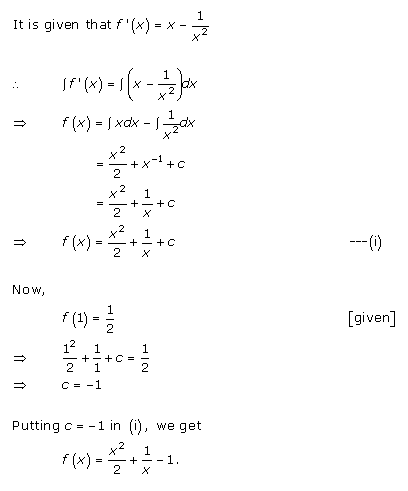 It is given that f'(x) = x − 1/x²
∴ ∫f'(x) = ∫(x − 1/x²)dx
⇒ f(x) = ∫xdx − ∫1/x²dx
= x²/2 + x⁻¹ + c
= x²/2 + 1/x + c
⇒ f(x) = x²/2 + 1/x + c ---(i)
Now,
f(1) = 1/2 [given]
⇒ 1²/2 + 1/1 + c = 1/2
⇒ c = −1
Putting c = −1 in (i), we get
f(x) = x²/2 + 1/x − 1.